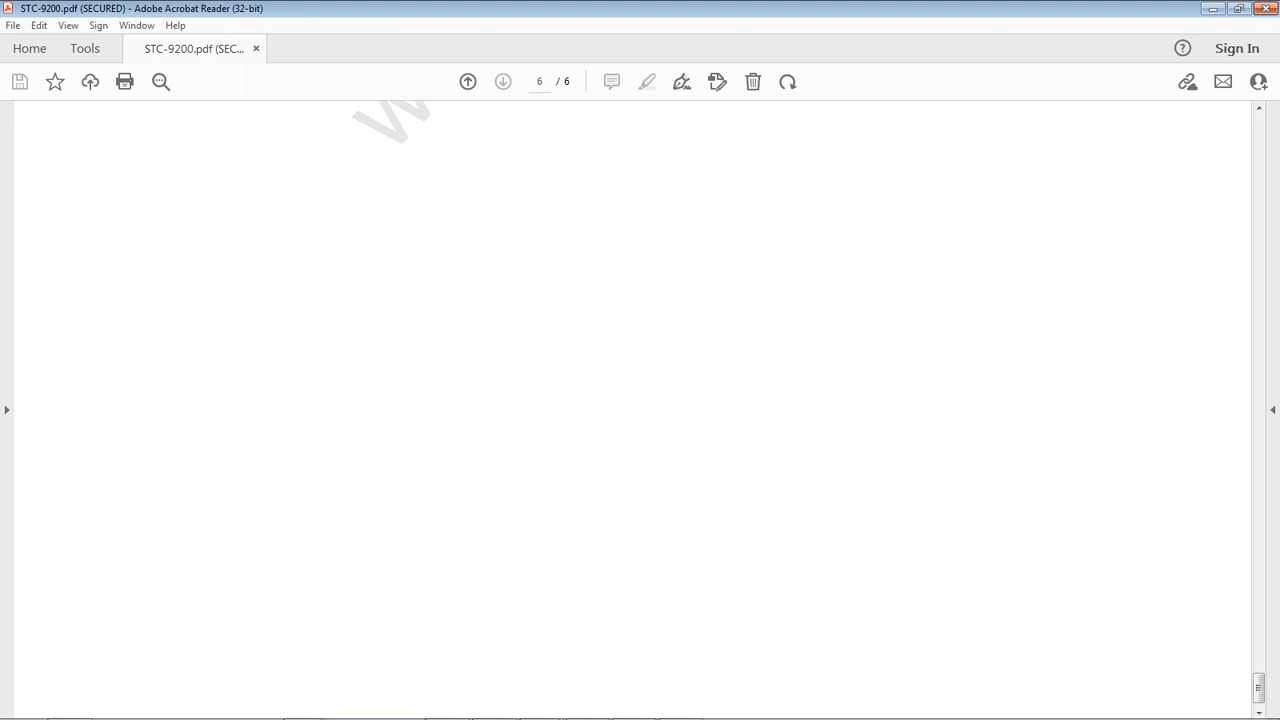 STC-9200.pdf (SECURED) - Adobe Acrobat Reader (32-bit)
File Edit View Sign Window Help
Home Tools STC-9200.pdf (SEC... × Sign In
6 / 6
W